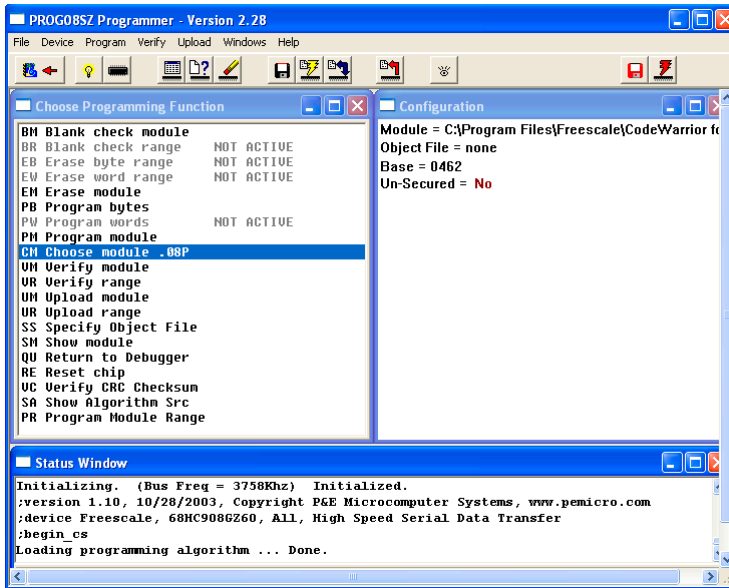 PROG08SZ Programmer - Version 2.28
File Device Program Verify Upload Windows Help
Choose Programming Function
BM Blank check module
BR Blank check range NOT ACTIVE
EB Erase byte range NOT ACTIVE
EW Erase word range NOT ACTIVE
EM Erase module
PB Program bytes
PW Program words NOT ACTIVE
PM Program module
CM Choose module .08P
VM Verify module
VR Verify range
UM Upload module
UR Upload range
SS Specify Object File
SM Show module
QU Return to Debugger
RE Reset chip
VC Verify CRC Checksum
SA Show Algorithm Src
PR Program Module Range
Configuration
Module = C:\Program Files\Freescale\CodeWarrior fo
Object File = none
Base = 0462
Un-Secured = No
Status Window
Initializing. (Bus Freq = 3758Khz) Initialized.
;version 1.10, 10/28/2003, Copyright P&E Microcomputer Systems, www.pemicro.com
;device Freescale, 68HC908GZ60, All, High Speed Serial Data Transfer
;begin_cs
Loading programming algorithm ... Done.